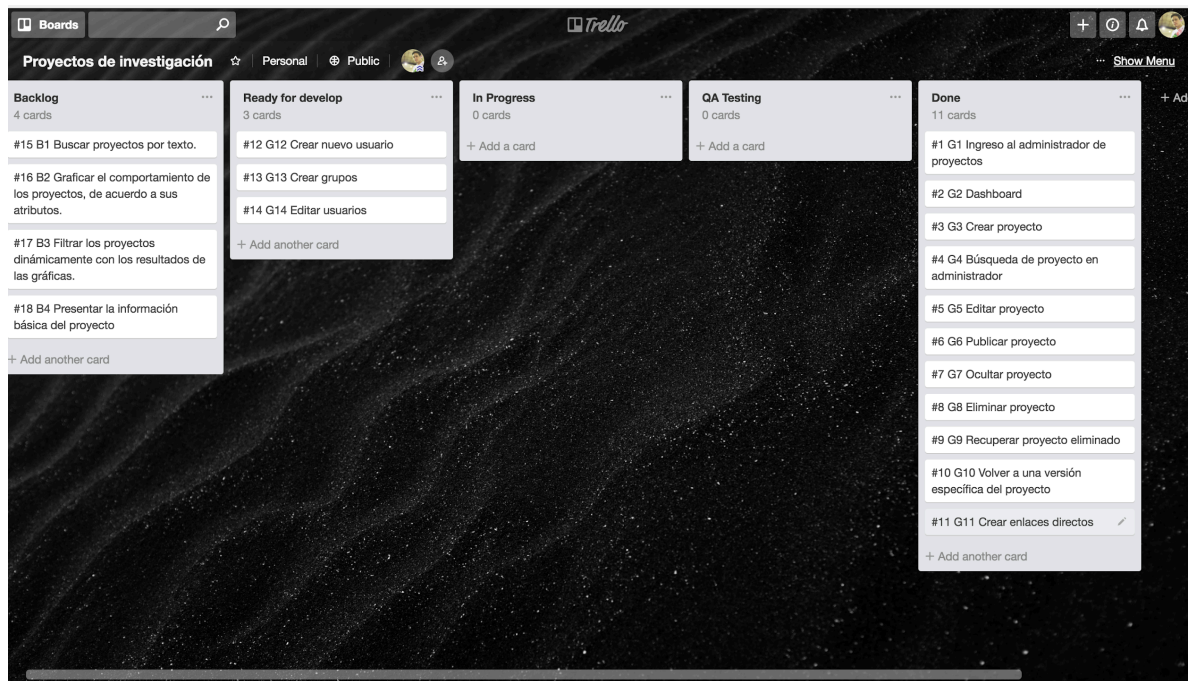 Boards
Trello
Proyectos de investigación
Personal
Public
Show Menu
Backlog
4 cards
#15 B1 Buscar proyectos por texto.
#16 B2 Graficar el comportamiento de
los proyectos, de acuerdo a sus
atributos.
#17 B3 Filtrar los proyectos
dinámicamente con los resultados de
las gráficas.
#18 B4 Presentar la información
básica del proyecto
+ Add another card
Ready for develop
3 cards
#12 G12 Crear nuevo usuario
#13 G13 Crear grupos
#14 G14 Editar usuarios
+ Add another card
In Progress
0 cards
+ Add a card
QA Testing
0 cards
+ Add a card
Done
11 cards
#1 G1 Ingreso al administrador de
proyectos
#2 G2 Dashboard
#3 G3 Crear proyecto
#4 G4 Búsqueda de proyecto en
administrador
#5 G5 Editar proyecto
#6 G6 Publicar proyecto
#7 G7 Ocultar proyecto
#8 G8 Eliminar proyecto
#9 G9 Recuperar proyecto eliminado
#10 G10 Volver a una versión
específica del proyecto
#11 G11 Crear enlaces directos
+ Add another card
+ Ad